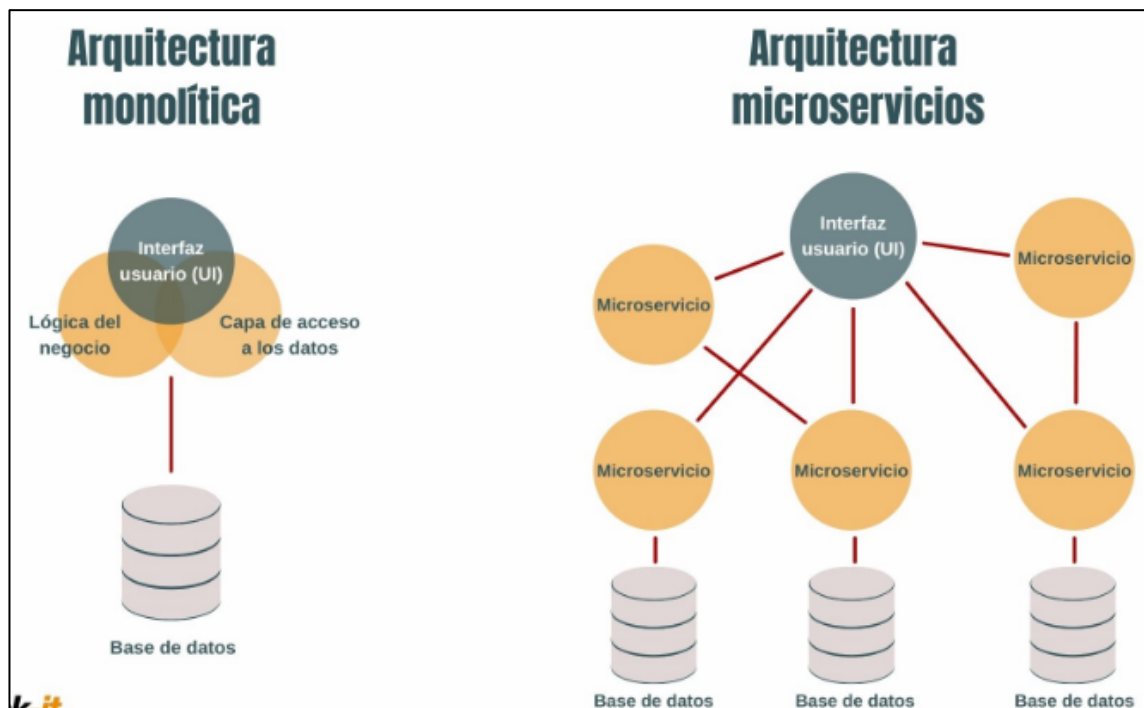 Arquitectura
monolítica
Interfaz
usuario (UI)
Lógica del
negocio
Capa de acceso
a los datos
Base de datos
Arquitectura
microservicios
Interfaz
usuario (UI)
Microservicio
Microservicio
Microservicio
Microservicio
Microservicio
Base de datos
Base de datos
Base de datos